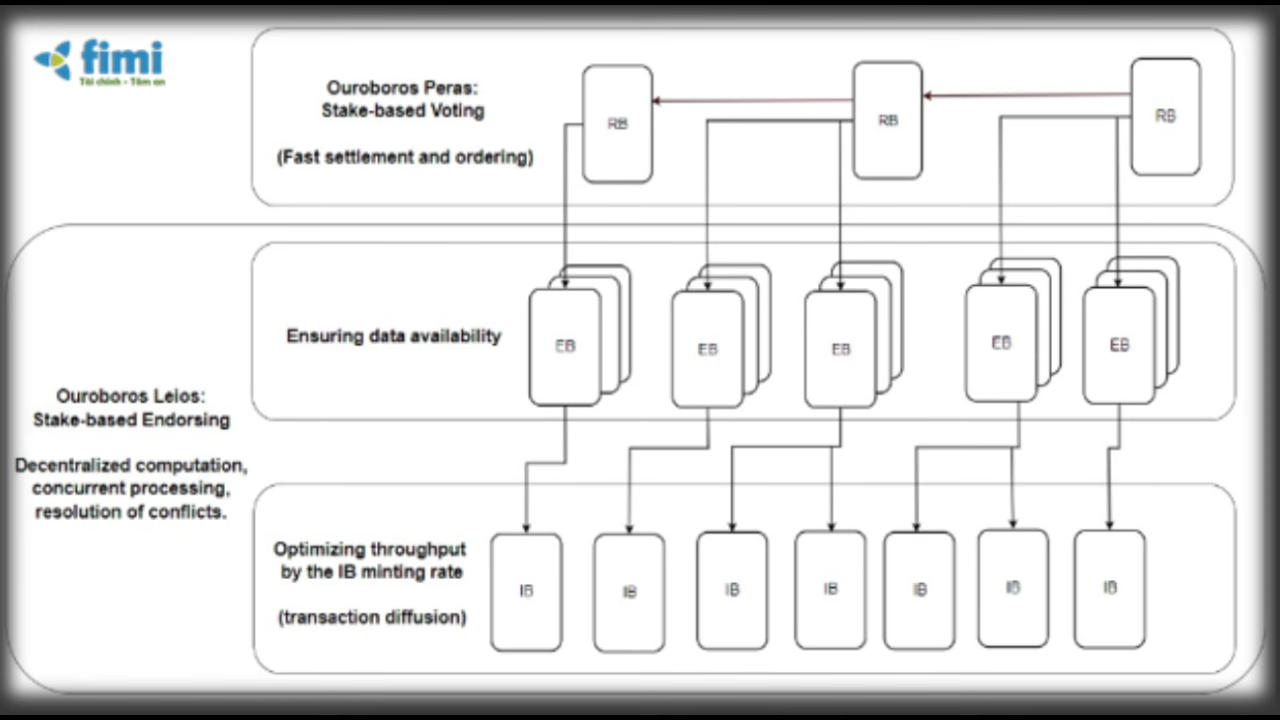 fimi
Tài chính - Tâm an
Ouroboros Peras:
Stake-based Voting
(Fast settlement and ordering)
RB
RB
RB
Ensuring data availability
EB
EB
EB
EB
EB
Ouroboros Leios:
Stake-based Endorsing
Decentralized computation,
concurrent processing,
resolution of conflicts.
Optimizing throughput
by the IB minting rate
(transaction diffusion)
IB
IB
IB
IB
IB
IB
IB